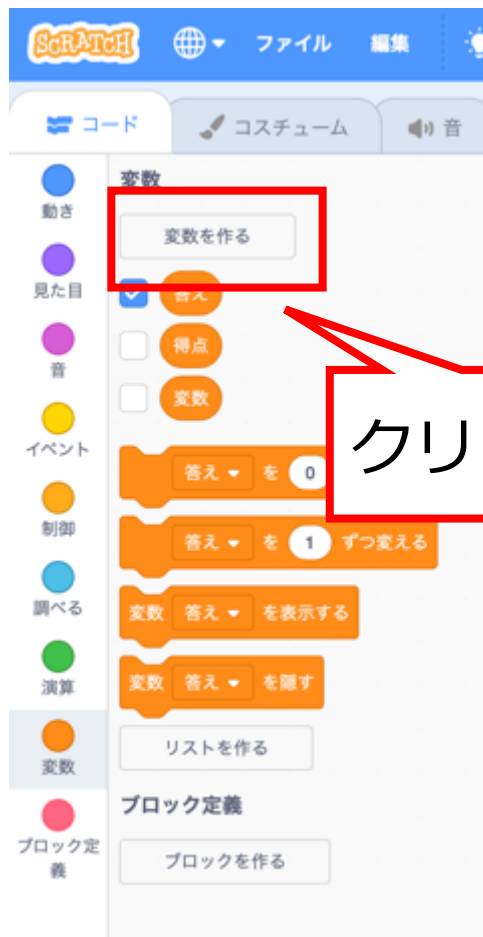 SCRATCH ファイル 編集
コード コスチューム 音
動き
見た目
音
イベント
制御
調べる
演算
変数
ブロック定
義
変数
変数を作る
答え
得点
変数
答え を 0
答え を 1 ずつ変える
変数 答え を表示する
変数 答え を隠す
リストを作る
ブロック定義
ブロックを作る
クリ